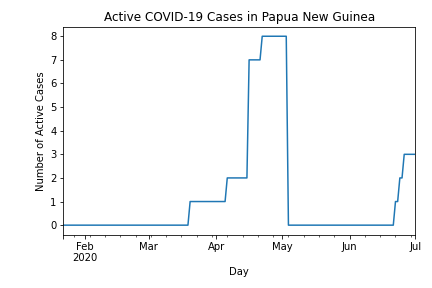 Active COVID-19 Cases in Papua New Guinea
8
7
6
5
4
3
2
1
0
Number of Active Cases
Feb Mar Apr May Jun Jul
2020
Day